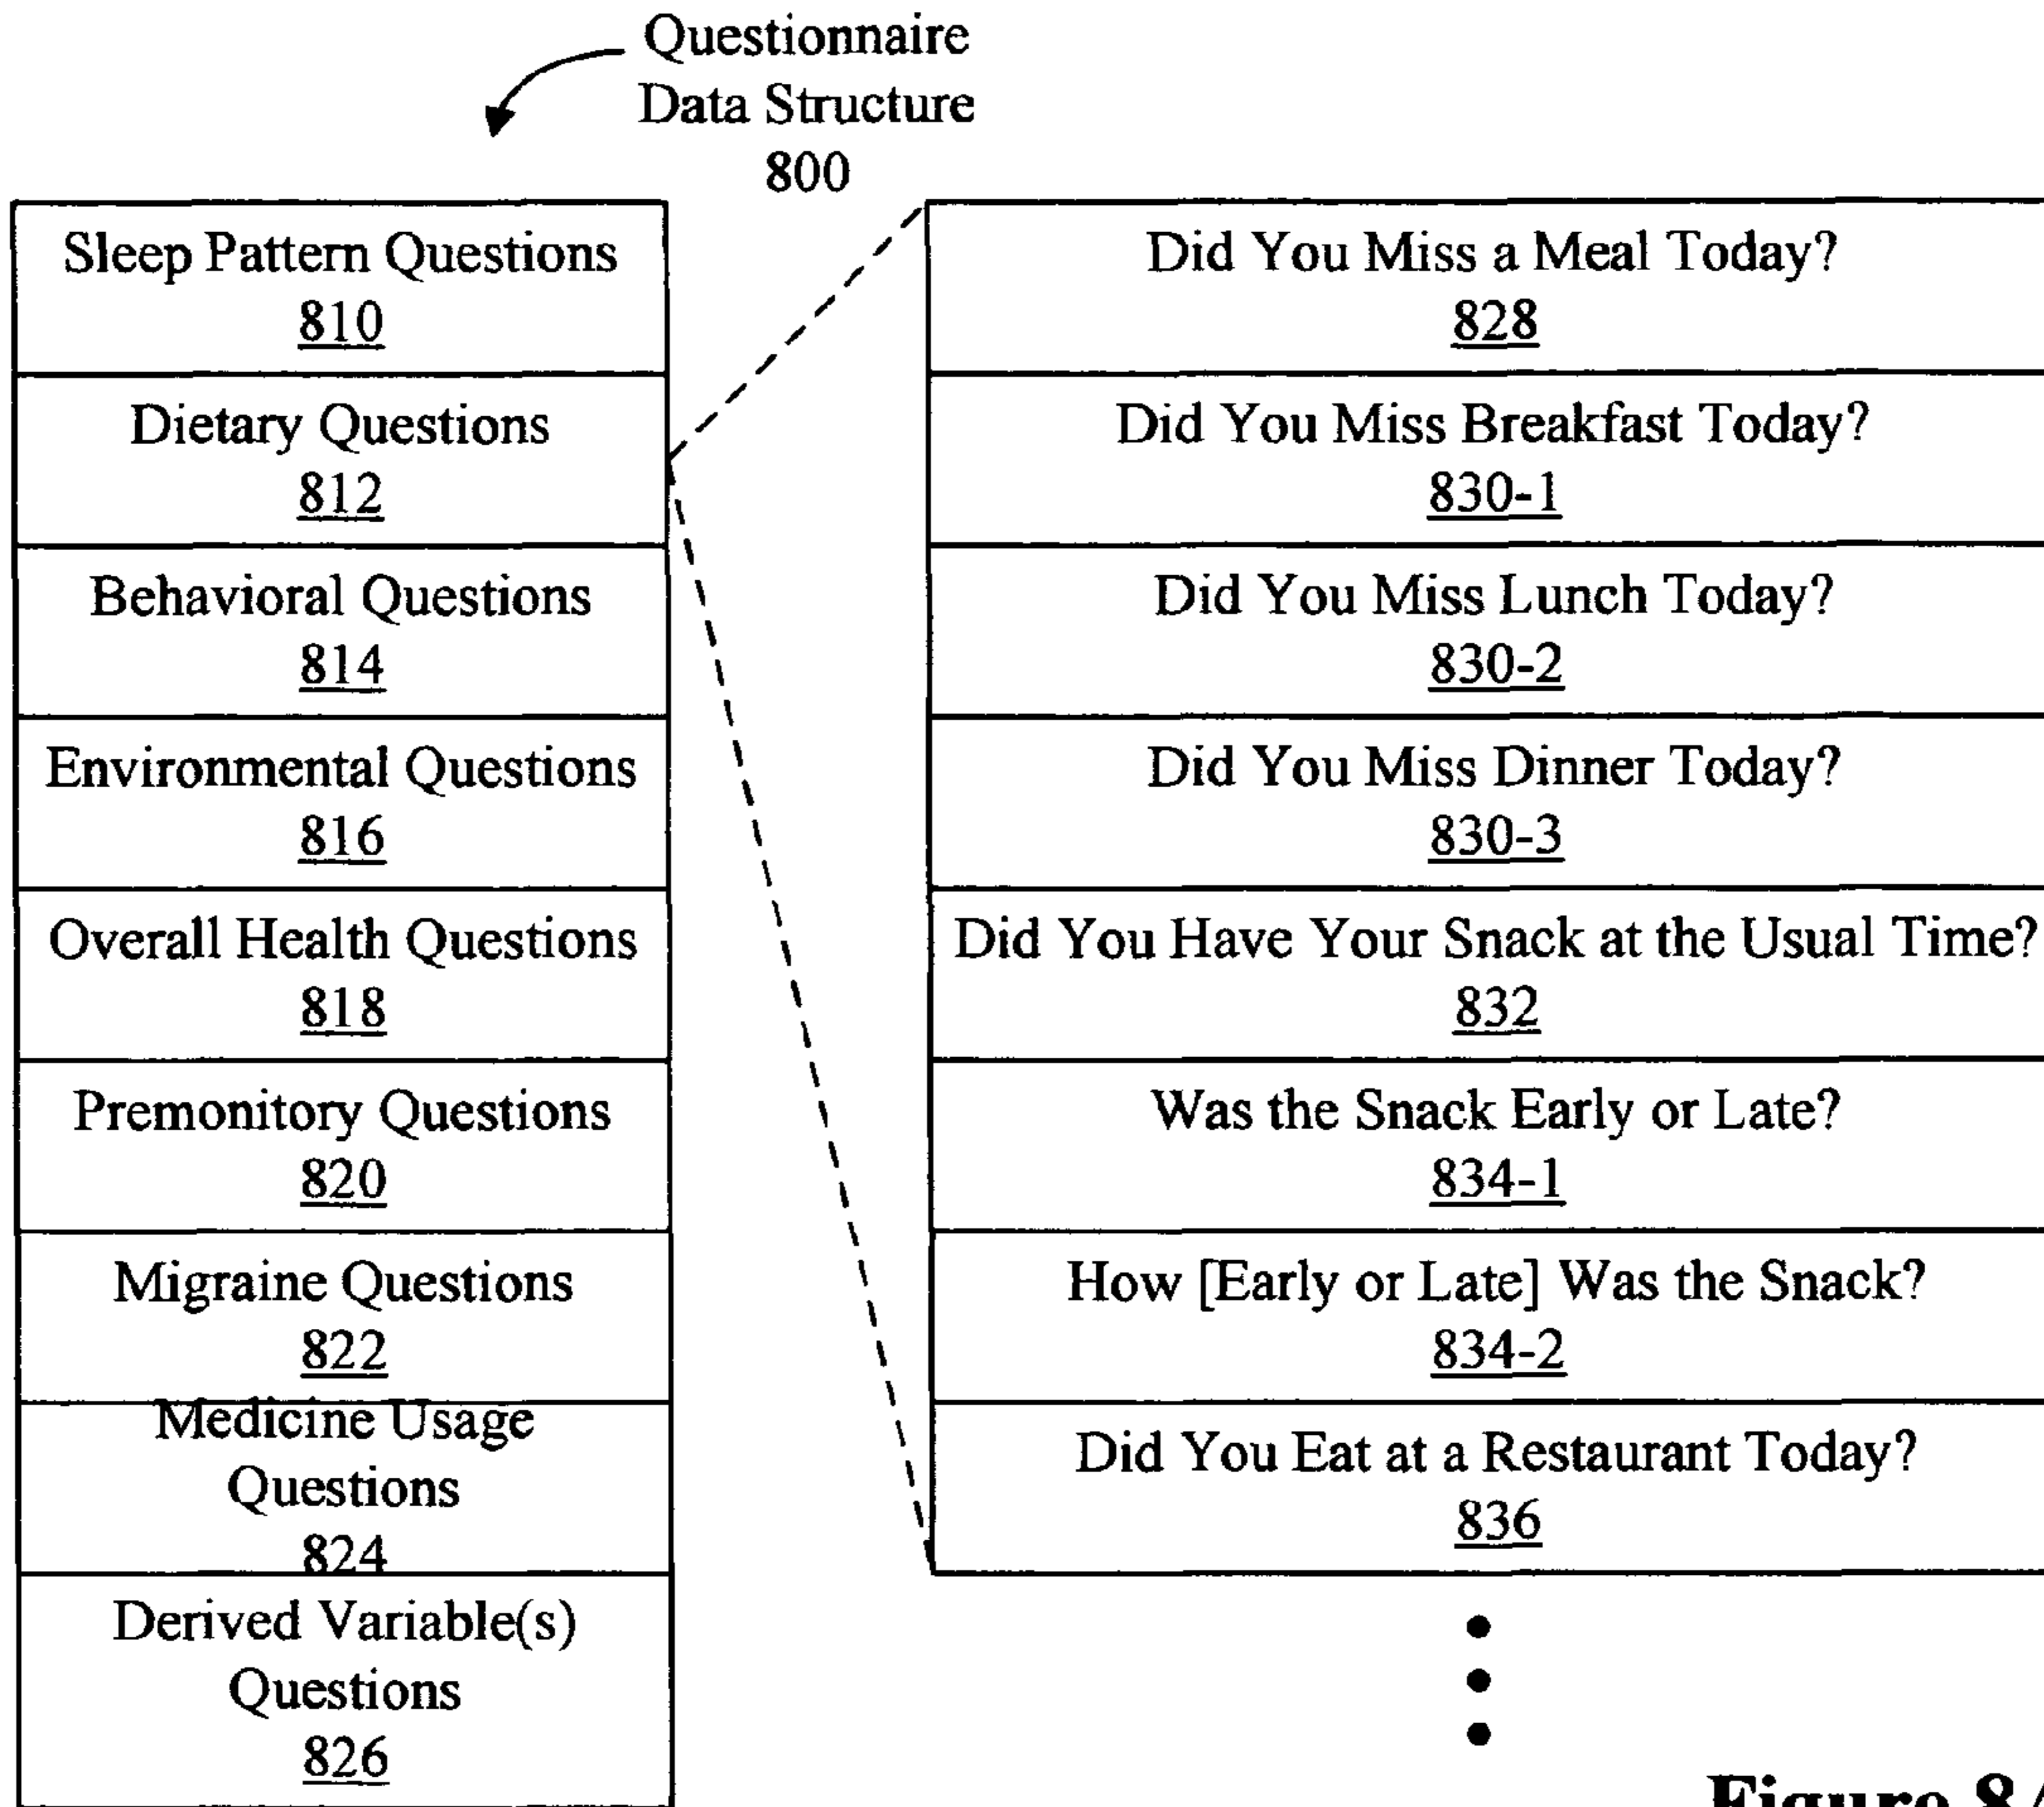 Questionnaire
Data Structure
800
Sleep Pattern Questions
810
Dietary Questions
812
Behavioral Questions
814
Environmental Questions
816
Overall Health Questions
818
Premonitory Questions
820
Migraine Questions
822
Medicine Usage
Questions
824
Derived Variable(s)
Questions
826
Did You Miss a Meal Today?
828
Did You Miss Breakfast Today?
830-1
Did You Miss Lunch Today?
830-2
Did You Miss Dinner Today?
830-3
Did You Have Your Snack at the Usual Time?
832
Was the Snack Early or Late?
834-1
How [Early or Late] Was the Snack?
834-2
Did You Eat at a Restaurant Today?
836
Figure 8A